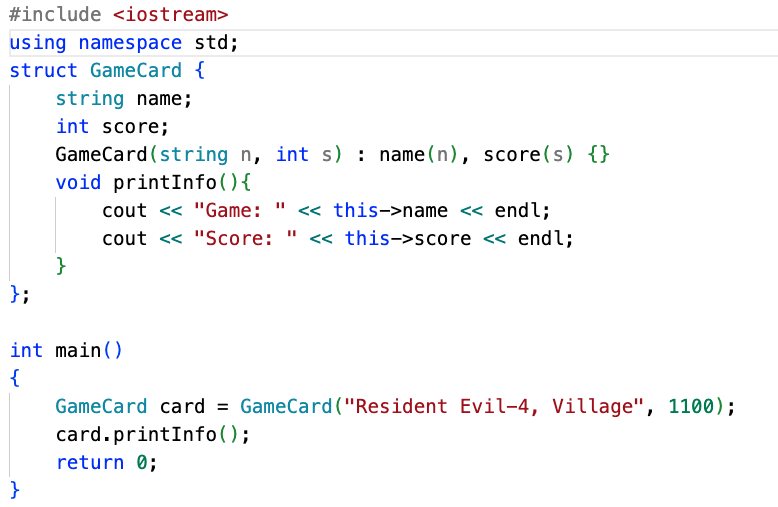 #include <iostream>
using namespace std;
struct GameCard {
    string name;
    int score;
    GameCard(string n, int s) : name(n), score(s) {}
    void printInfo(){
        cout << "Game: " << this->name << endl;
        cout << "Score: " << this->score << endl;
    }
};

int main()
{
    GameCard card = GameCard("Resident Evil-4, Village", 1100);
    card.printInfo();
    return 0;
}